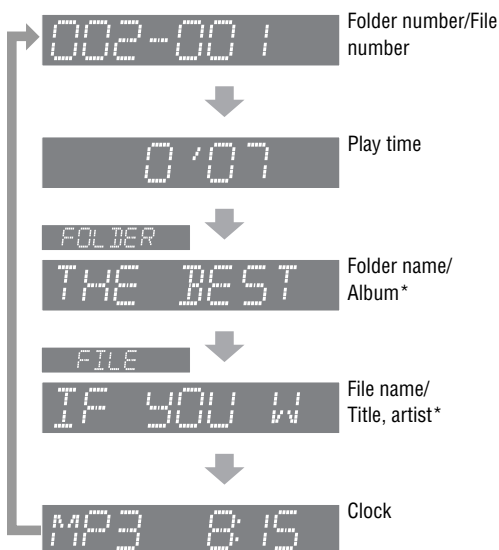 002-001
Folder number/File
number
0'07
Play time
FOLDER
THE BEST
Folder name/
Album*
FILE
IF YOU W
File name/
Title, artist*
MP3 8:15
Clock